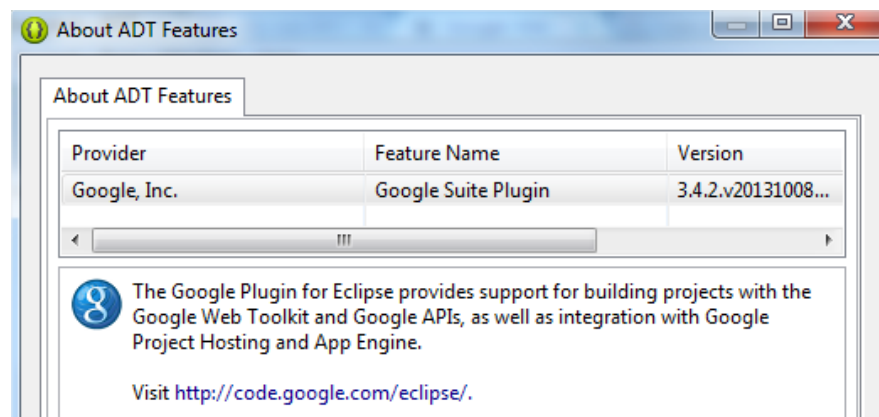 About ADT Features
About ADT Features
Provider Feature Name Version
Google, Inc. Google Suite Plugin 3.4.2.v20131008...
The Google Plugin for Eclipse provides support for building projects with the
Google Web Toolkit and Google APIs, as well as integration with Google
Project Hosting and App Engine.
Visit http://code.google.com/eclipse/.